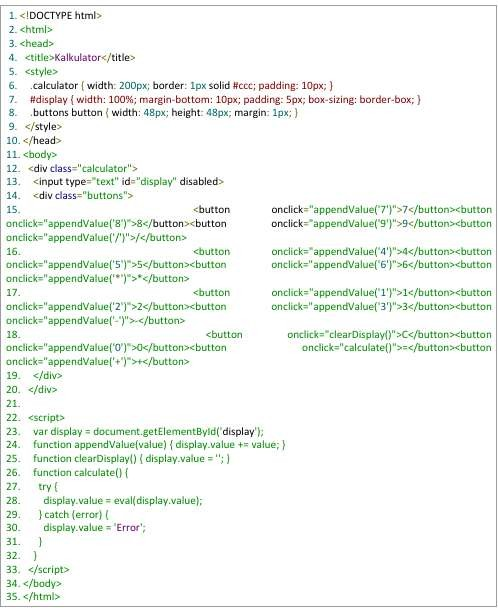 1. <!DOCTYPE html>
2. <html>
3. <head>
4. <title>Kalkulator</title>
5. <style>
6. .calculator { width: 200px; border: 1px solid #ccc; padding: 10px; }
7. #display { width: 100%; margin-bottom: 10px; padding: 5px; box-sizing: border-box; }
8. .buttons button { width: 48px; height: 48px; margin: 1px; }
9. </style>
10. </head>
11. <body>
12. <div class="calculator">
13. <input type="text" id="display" disabled>
14. <div class="buttons">
15. <button onclick="appendValue('7')">7</button><button
onclick="appendValue('8')">8</button><button onclick="appendValue('9')">9</button><button
onclick="appendValue('/')">/</button>
16. <button onclick="appendValue('4')">4</button><button
onclick="appendValue('5')">5</button><button onclick="appendValue('6')">6</button><button
onclick="appendValue('*')">*</button>
17. <button onclick="appendValue('1')">1</button><button
onclick="appendValue('2')">2</button><button onclick="appendValue('3')">3</button><button
onclick="appendValue('-')">-</button>
18. <button onclick="clearDisplay()">C</button><button
onclick="appendValue('0')">0</button><button onclick="calculate()">=</button><button
onclick="appendValue('+')">+</button>
19. </div>
20. </div>
21.
22. <script>
23. var display = document.getElementById('display');
24. function appendValue(value) { display.value += value; }
25. function clearDisplay() { display.value = ''; }
26. function calculate() {
27. try {
28. display.value = eval(display.value);
29. } catch (error) {
30. display.value = 'Error';
31. }
32. }
33. </script>
34. </body>
35. </html>